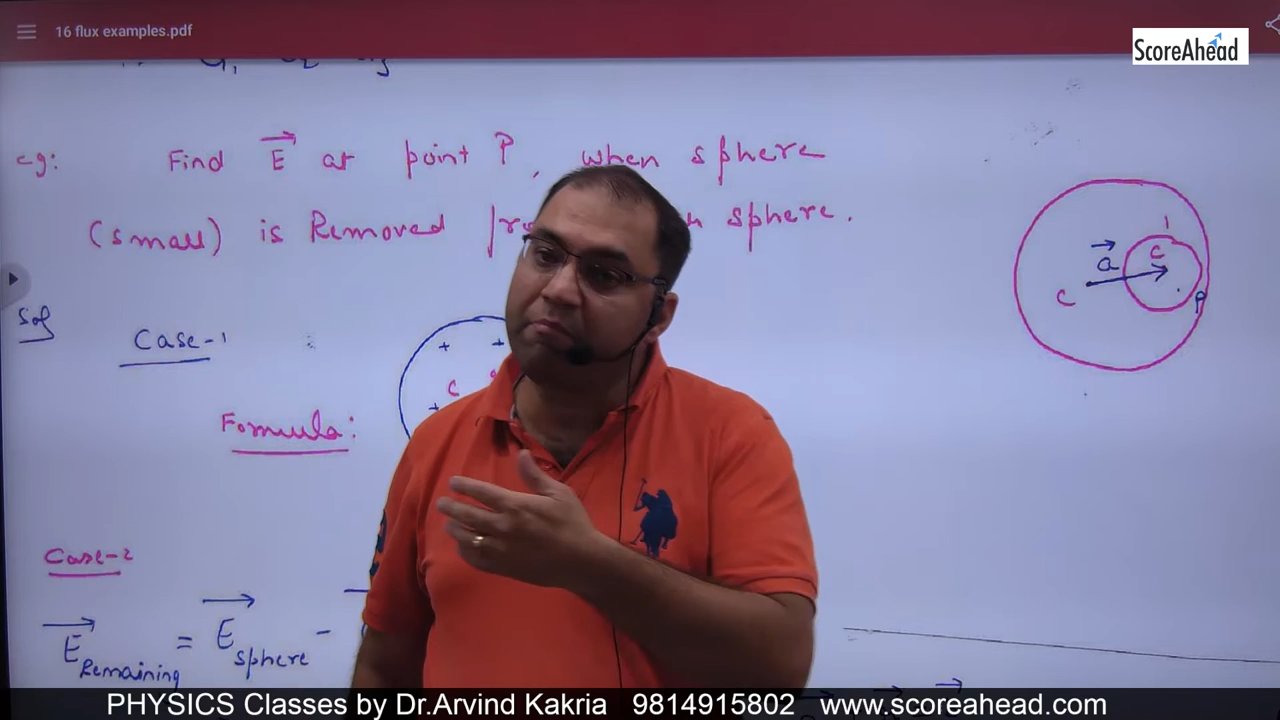 16 flux examples.pdf
ScoreAhead
eg: Find E at point P, when sphere
(small) is Removed sphere.
C a C' P
Sol Case-1
+ +
C
+
Formula:
Case-2
E Remaining = E sphere -
PHYSICS Classes by Dr.Arvind Kakria 9814915802 www.scoreahead.com